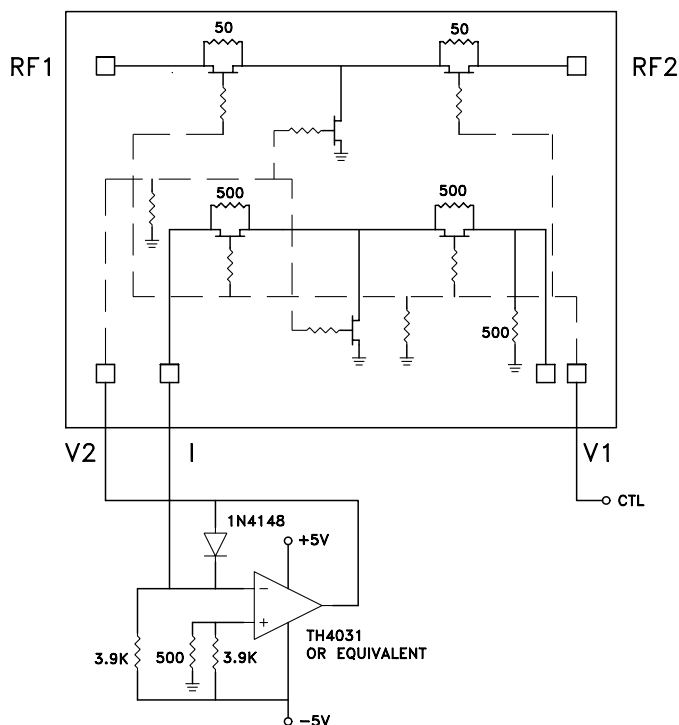 50
50
RF1
RF2
500
500
500
V2
I
V1
CTL
1N4148
+5V
−
+
TH4031
OR EQUIVALENT
3.9K
500
3.9K
−5V